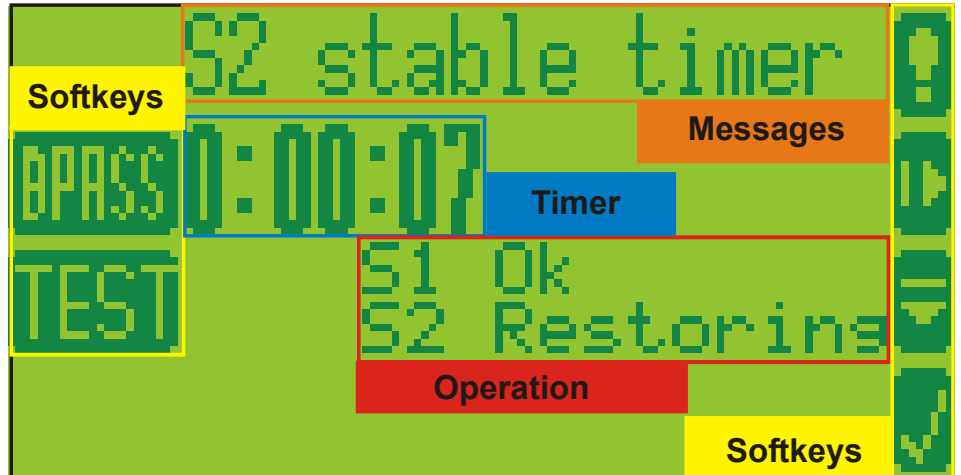 S2 stable timer
Softkeys
Messages
BPASS
0:00:07
Timer
TEST
S1 Ok
S2 Restoring
Operation
Softkeys